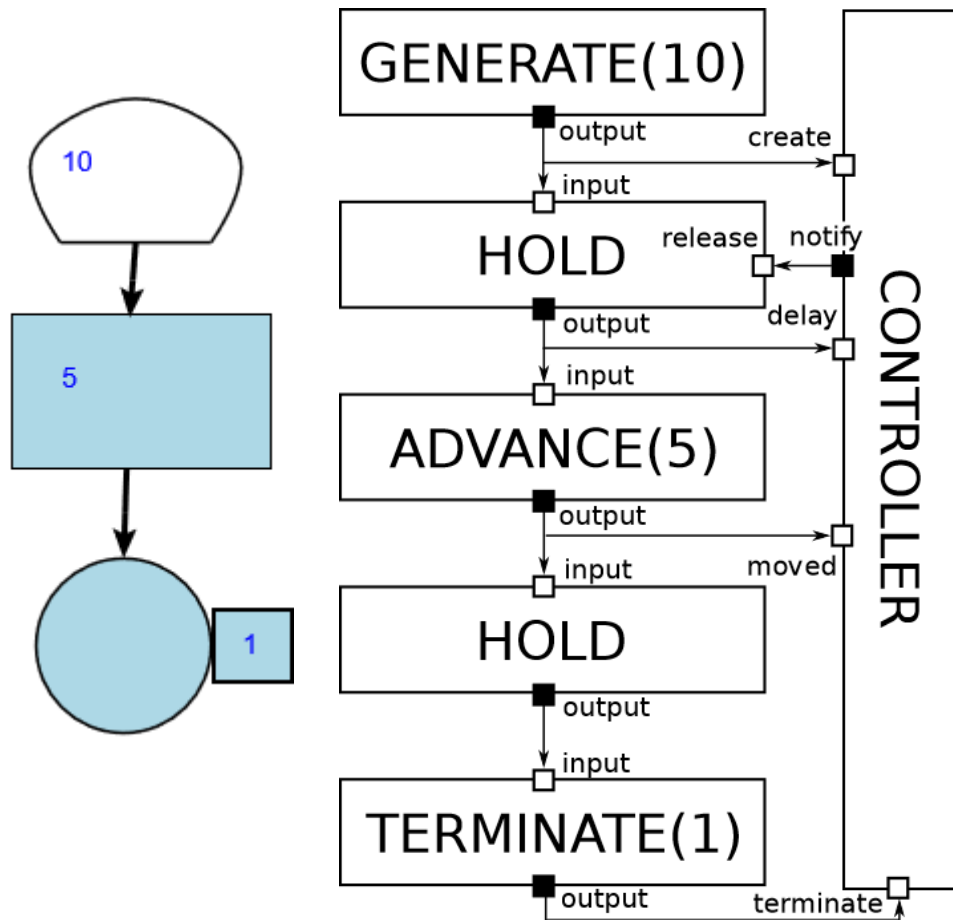 10
5
1
GENERATE(10)
output
create
input
HOLD
release
notify
output
delay
input
ADVANCE(5)
output
moved
input
HOLD
output
input
TERMINATE(1)
output
terminate
CONTROLLER